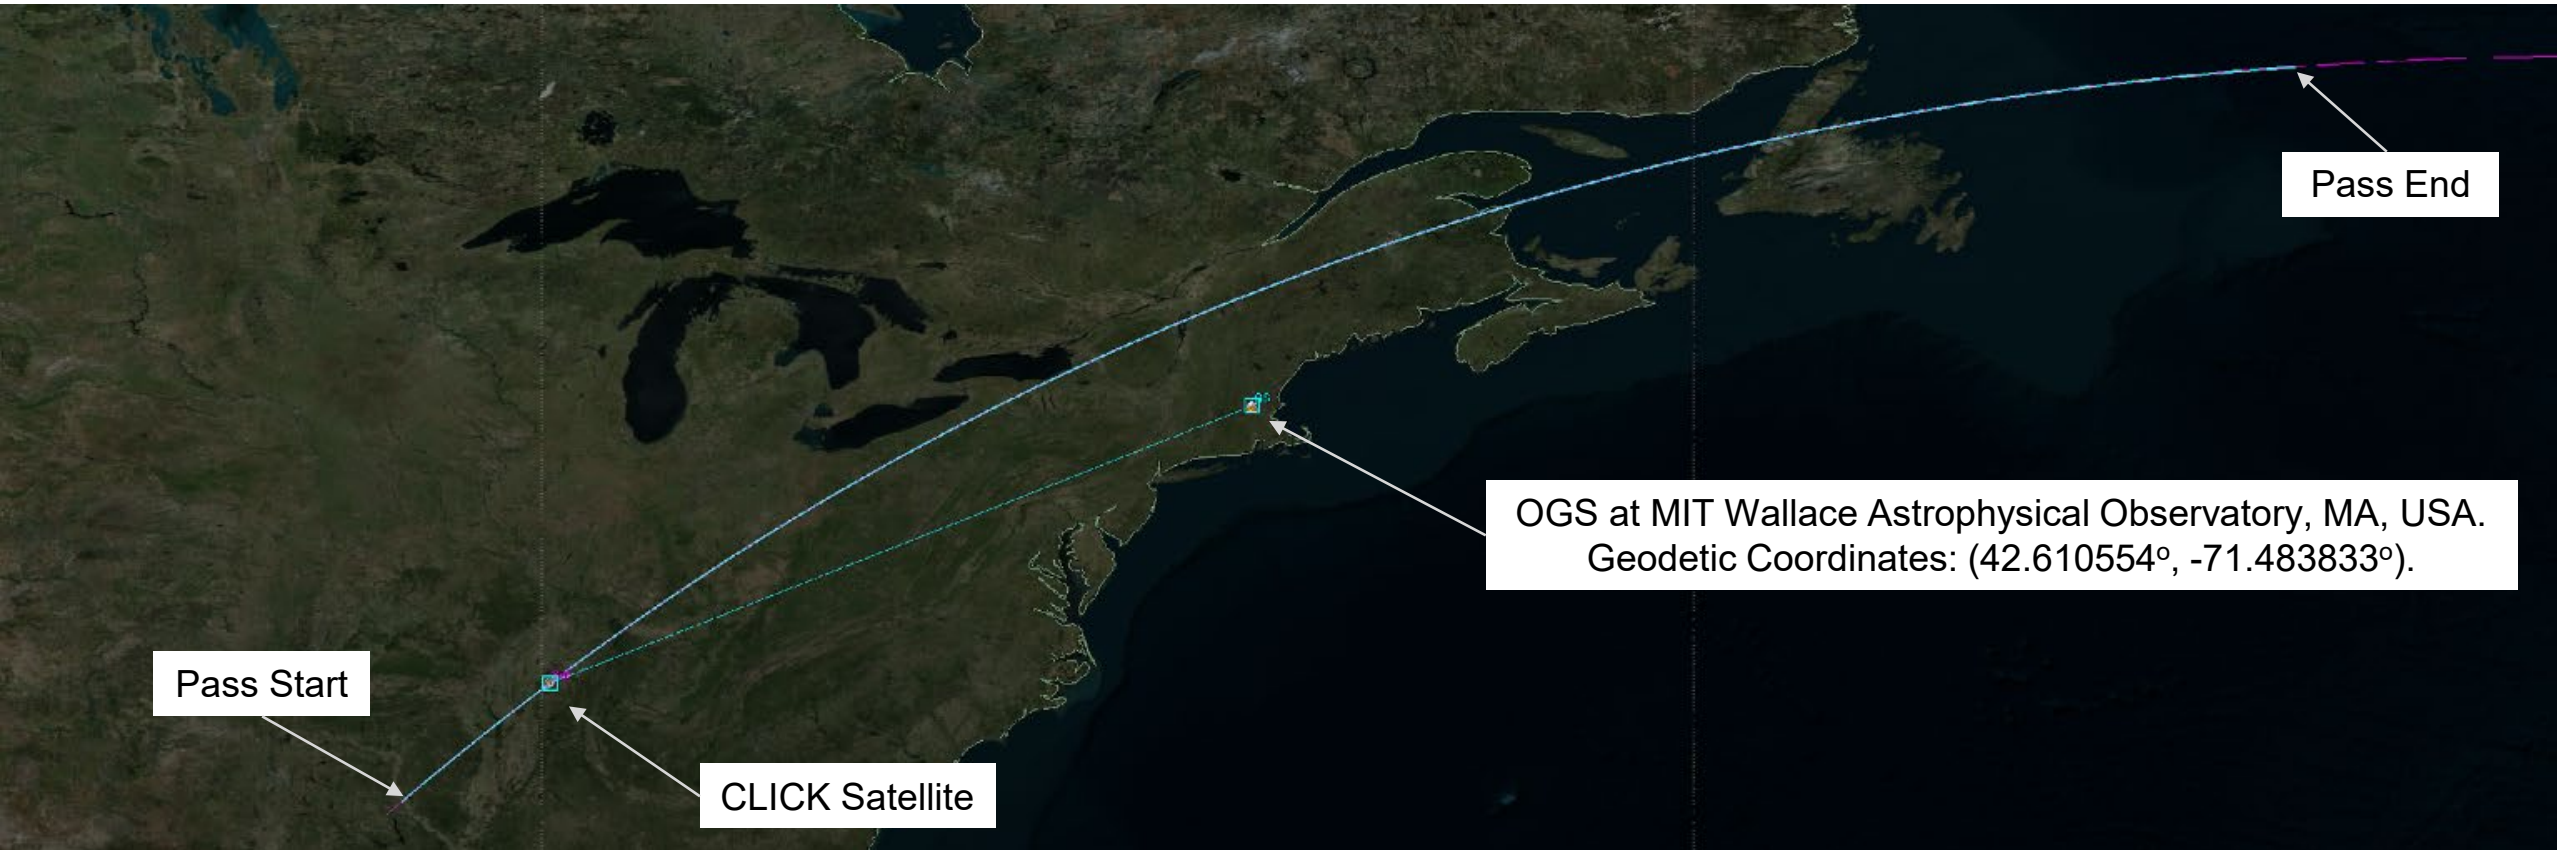 Pass End
OGS at MIT Wallace Astrophysical Observatory, MA, USA.
Geodetic Coordinates: (42.610554º, -71.483833º).
Pass Start
CLICK Satellite